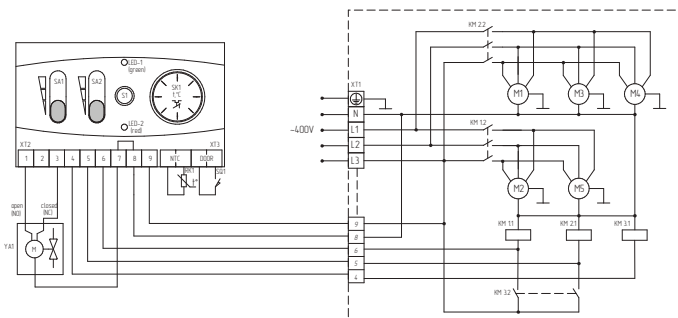 KM 2.2
LED-1
(green)
SA1
SA2
S1
SK1
t,°C
LED-2
(red)
XT1
N
~400V
L1
L2
L3
KM 1.2
M1
M3
M4
M2
M5
XT2
XT3
1 2 3 4 5 6 7 8 9
NTC
DOOR
RK1
t°
SQ1
open
(NO)
closed
(NC)
YA1
M
9
8
6
5
4
KM 1.1
KM 2.1
KM 3.1
KM 3.2